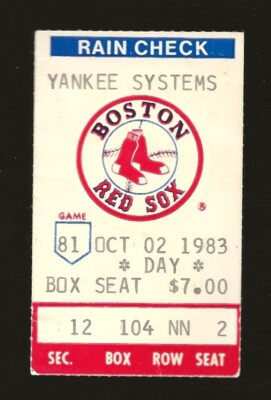 RAIN CHECK
YANKEE SYSTEMS
BOSTON
RED SOX
®
GAME
81 OCT 02 1983
* DAY *
BOX SEAT $7.00
12 104 NN 2
SEC. BOX ROW SEAT